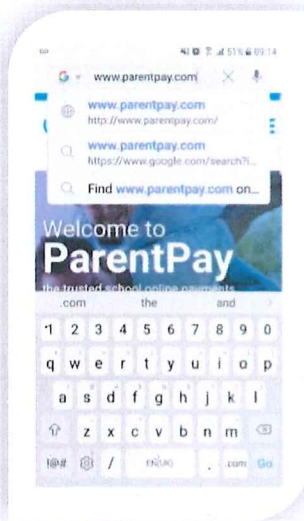 51% 09:14
www.parentpay.com
www.parentpay.com
http://www.parentpay.com/
www.parentpay.com
https://www.google.com/search?i...
Find www.parentpay.com on...
Welcome to
ParentPay
the trusted school online payments
.com the and
1 2 3 4 5 6 7 8 9 0
q w e r t y u i o p
a s d f g h j k l
z x c v b n m
!@# / EN(UK) . .com Go